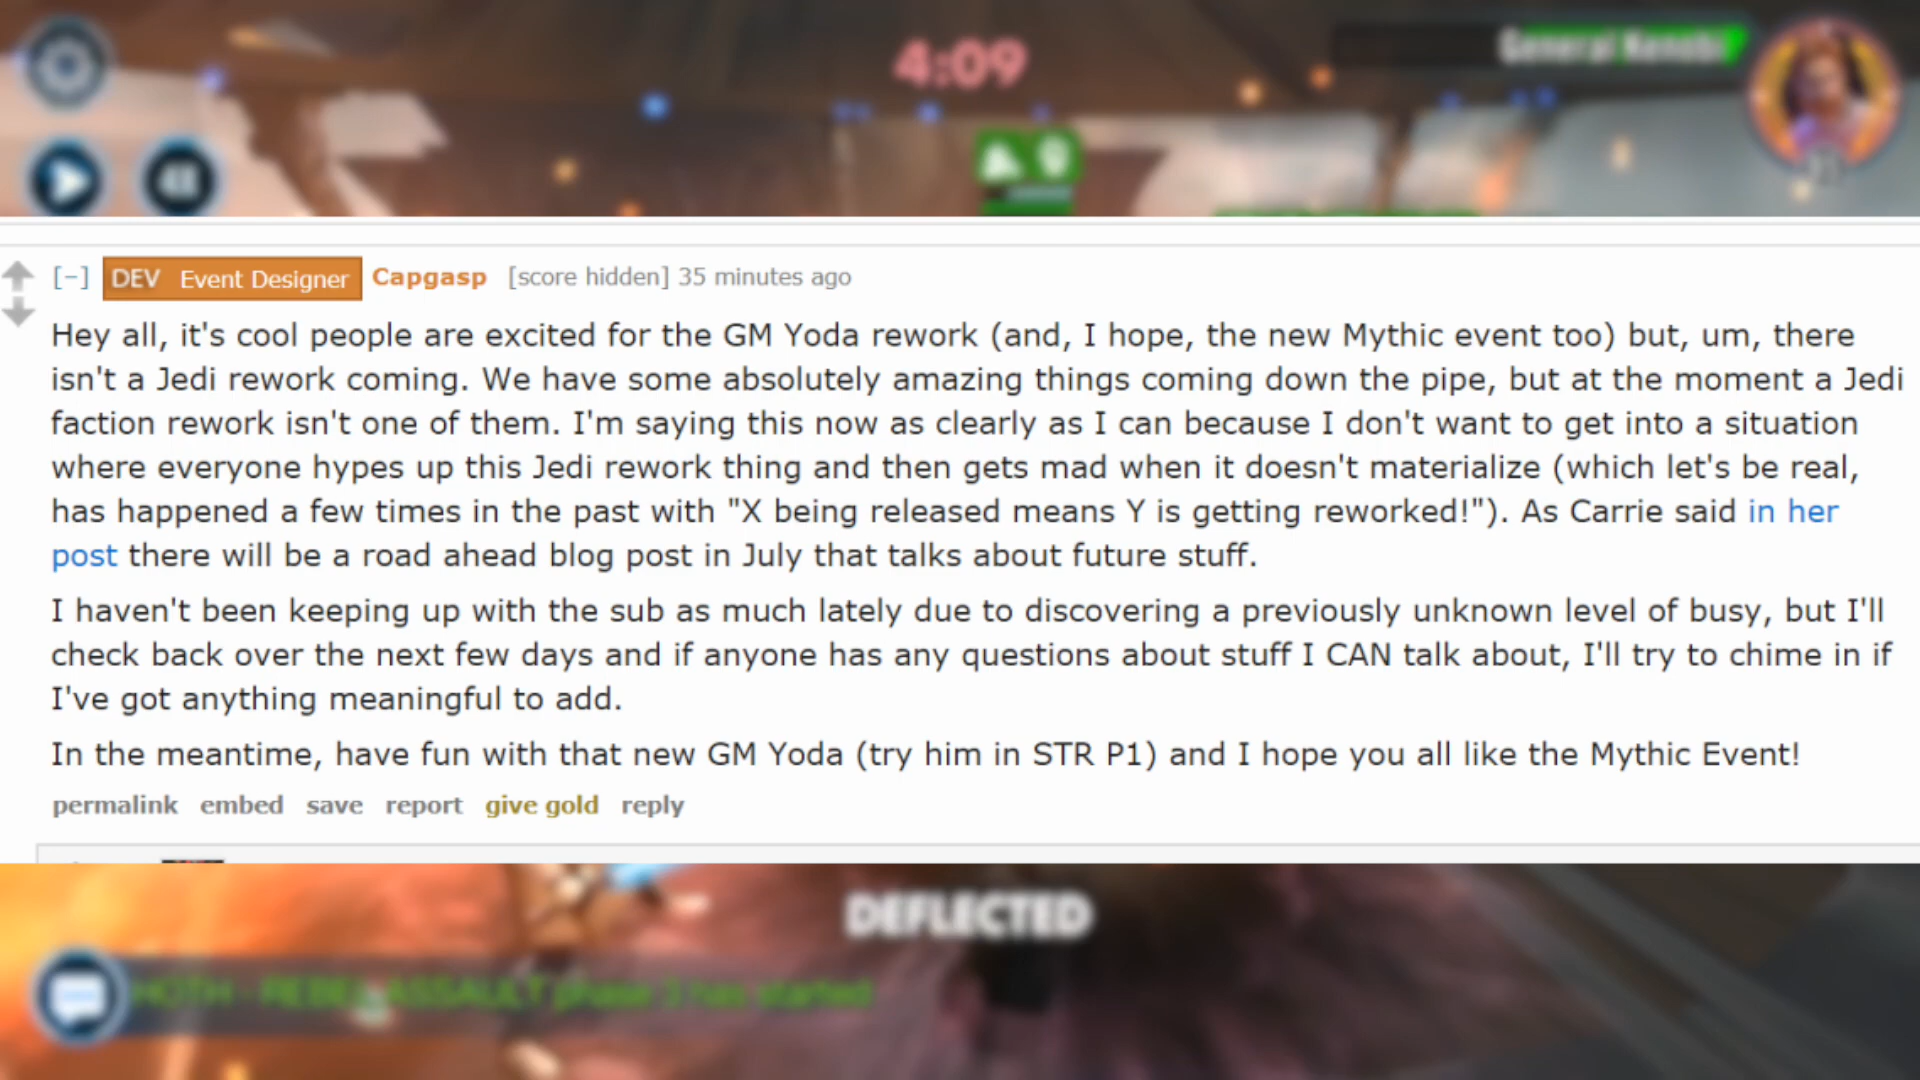 4:09
General Kenobi
4X
[−] DEV Event Designer Capgasp [score hidden] 35 minutes ago
Hey all, it's cool people are excited for the GM Yoda rework (and, I hope, the new Mythic event too) but, um, there
isn't a Jedi rework coming. We have some absolutely amazing things coming down the pipe, but at the moment a Jedi
faction rework isn't one of them. I'm saying this now as clearly as I can because I don't want to get into a situation
where everyone hypes up this Jedi rework thing and then gets mad when it doesn't materialize (which let's be real,
has happened a few times in the past with "X being released means Y is getting reworked!"). As Carrie said in her
post there will be a road ahead blog post in July that talks about future stuff.
I haven't been keeping up with the sub as much lately due to discovering a previously unknown level of busy, but I'll
check back over the next few days and if anyone has any questions about stuff I CAN talk about, I'll try to chime in if
I've got anything meaningful to add.
In the meantime, have fun with that new GM Yoda (try him in STR P1) and I hope you all like the Mythic Event!
permalink embed save report give gold reply
DEFLECTED
HOTH - REBEL ASSAULT phase 3 has started